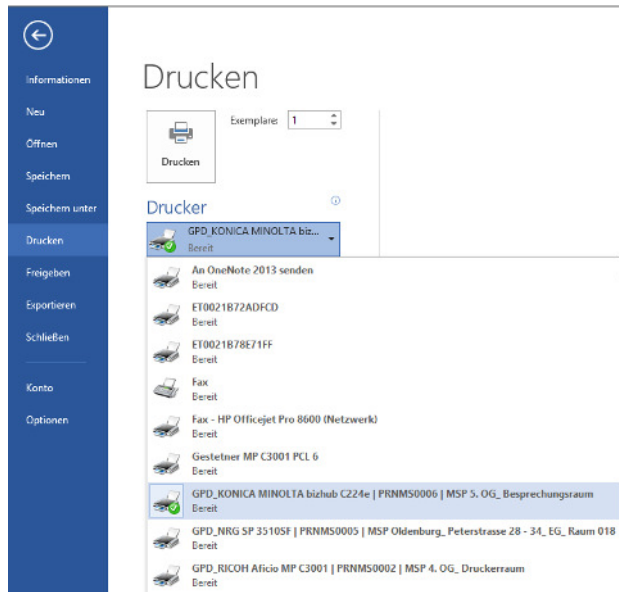 Informationen
Neu
Öffnen
Speichern
Speichern unter
Drucken
Freigeben
Exportieren
Schließen
Konto
Optionen
Drucken
Exemplare: 1
Drucken
Drucker
GPD_KONICA MINOLTA biz...
Bereit
An OneNote 2013 senden
Bereit
ET0021B72ADFCD
Bereit
ET0021B78E71FF
Bereit
Fax
Bereit
Fax - HP Officejet Pro 8600 (Netzwerk)
Bereit
Gestetner MP C3001 PCL 6
Bereit
GPD_KONICA MINOLTA bizhub C224e | PRNMS0006 | MSP 5. OG_ Besprechungsraum
Bereit
GPD_NRG SP 3510SF | PRNMS0005 | MSP Oldenburg_ Peterstrasse 28 - 34_ EG_ Raum 018
Bereit
GPD_RICOH Aficio MP C3001 | PRNMS0002 | MSP 4. OG_ Druckerraum
Bereit